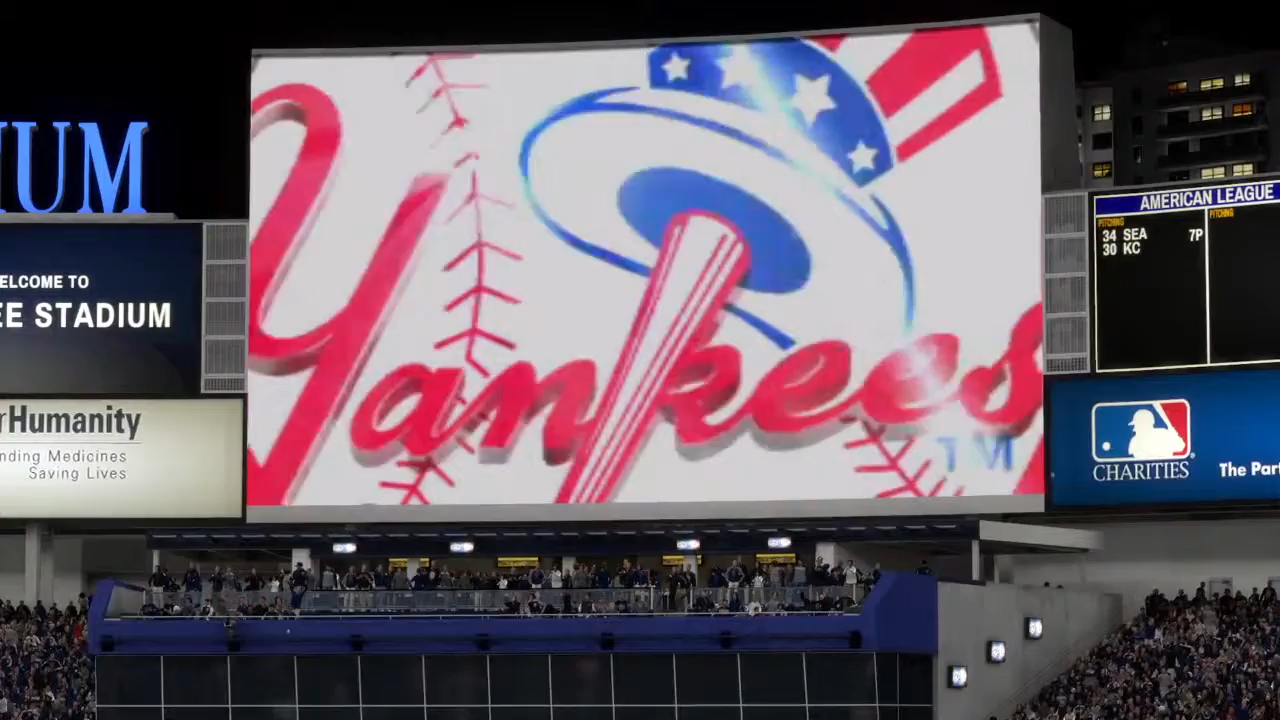 IUM
ELCOME TO
EE STADIUM
rHumanity
nding Medicines
Saving Lives
Yankees
TM
AMERICAN LEAGUE
PITCHING
PITCHING
34 SEA 7P
30 KC
CHARITIES
The Part